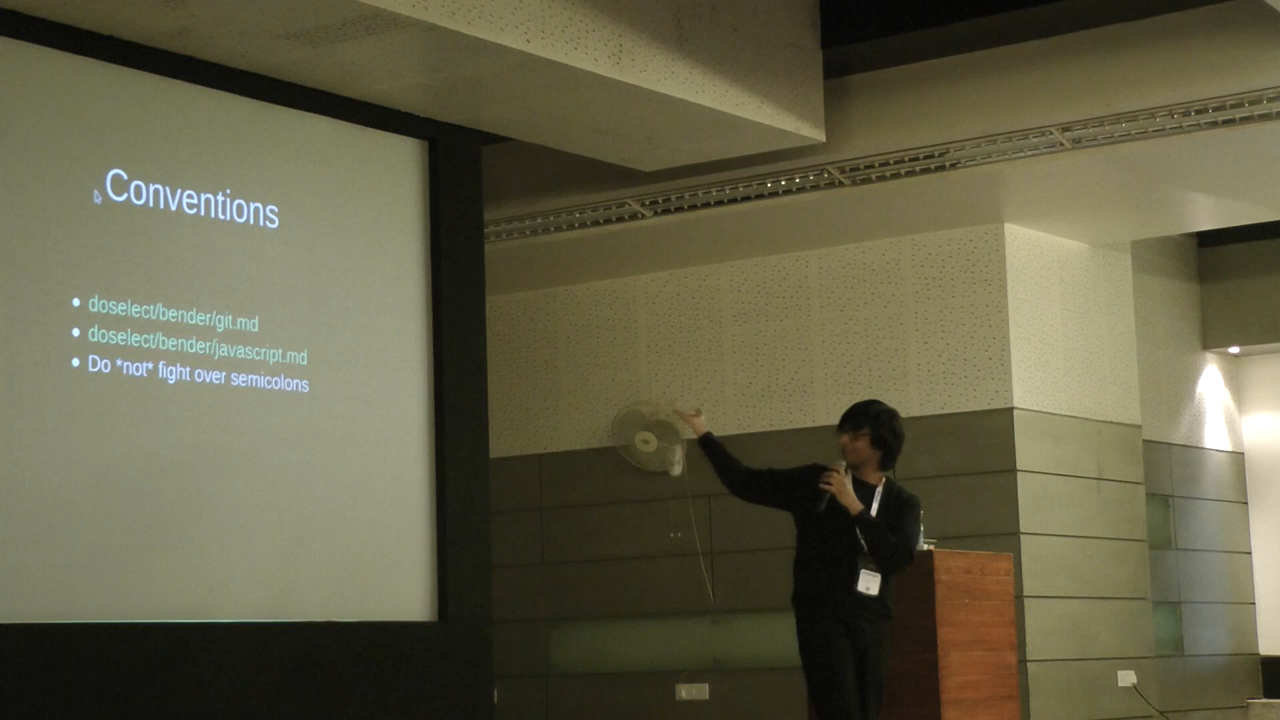 Conventions
doselect/bender/git.md
doselect/bender/javascript.md
Do *not* fight over semicolons